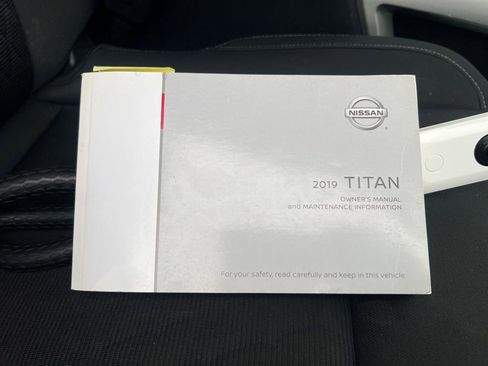 NISSAN
2019 TITAN
OWNER'S MANUAL
and MAINTENANCE INFORMATION
For your safety, read carefully and keep in this vehicle.